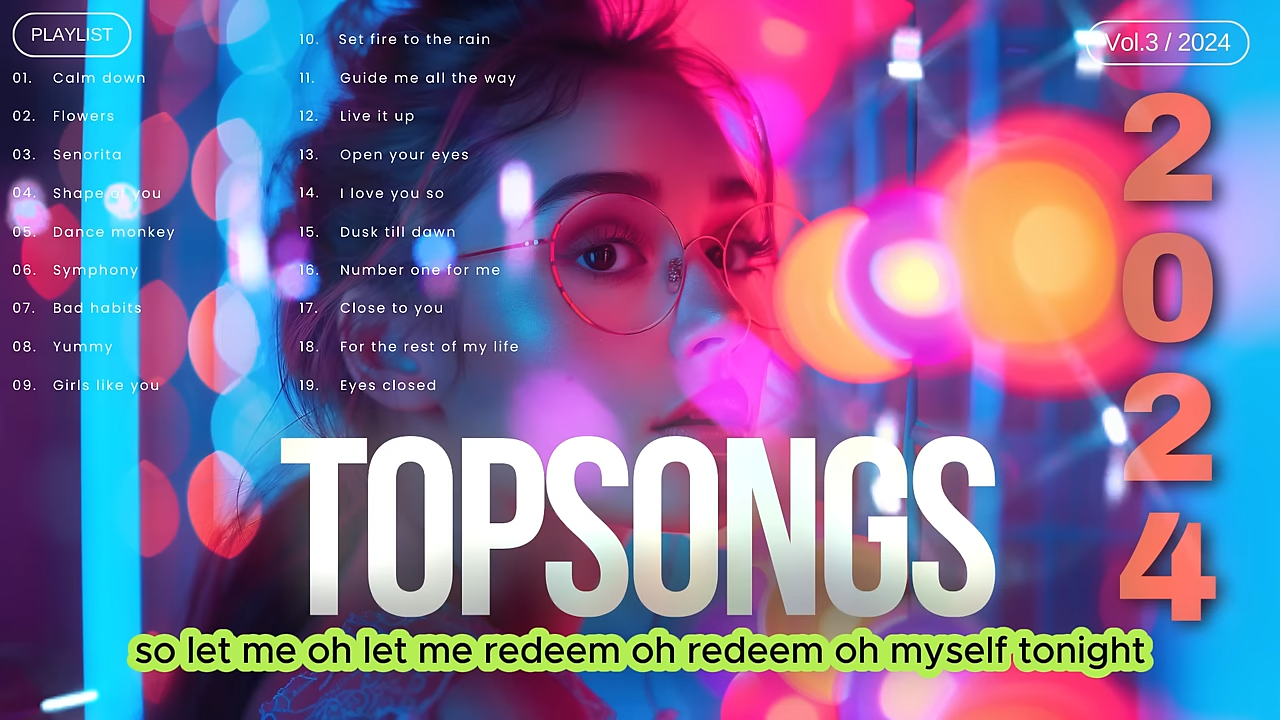 PLAYLIST
01. Calm down
02. Flowers
03. Senorita
04. Shape of you
05. Dance monkey
06. Symphony
07. Bad habits
08. Yummy
09. Girls like you
10. Set fire to the rain
11. Guide me all the way
12. Live it up
13. Open your eyes
14. I love you so
15. Dusk till dawn
16. Number one for me
17. Close to you
18. For the rest of my life
19. Eyes closed
Vol.3 / 2024
2024
TOPSONGS
so let me oh let me redeem oh redeem oh myself tonight